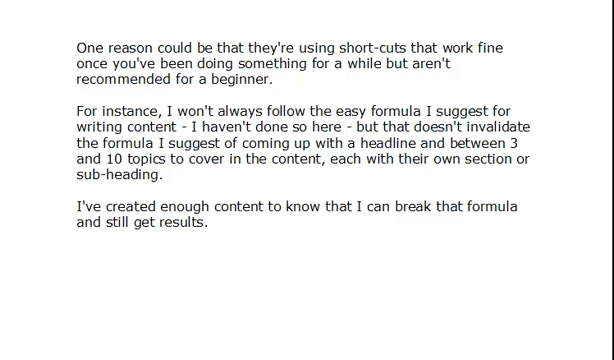 One reason could be that they're using short-cuts that work fine
once you've been doing something for a while but aren't
recommended for a beginner.
For instance, I won't always follow the easy formula I suggest for
writing content - I haven't done so here - but that doesn't invalidate
the formula I suggest of coming up with a headline and between 3
and 10 topics to cover in the content, each with their own section or
sub-heading.
I've created enough content to know that I can break that formula
and still get results.